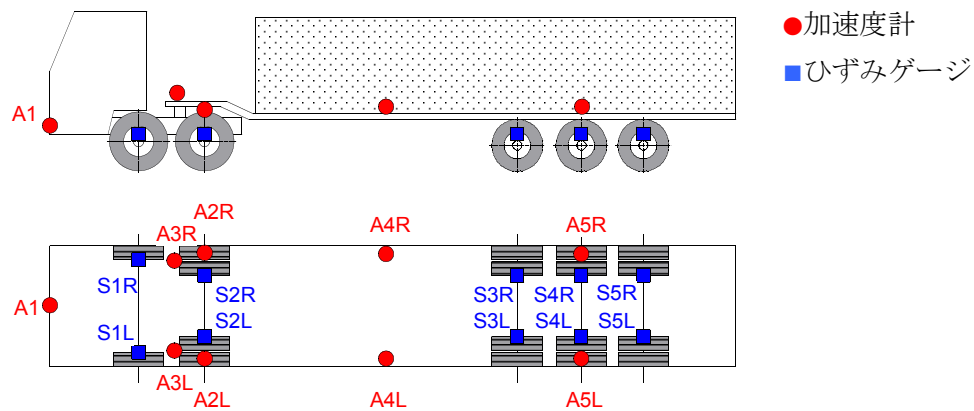 ●加速度計
■ひずみゲージ
A1
A2R
A3R
A4R
A5R
S1R
S2R
S3R
S4R
S5R
A1
S1L
S2L
S3L
S4L
S5L
A3L
A2L
A4L
A5L